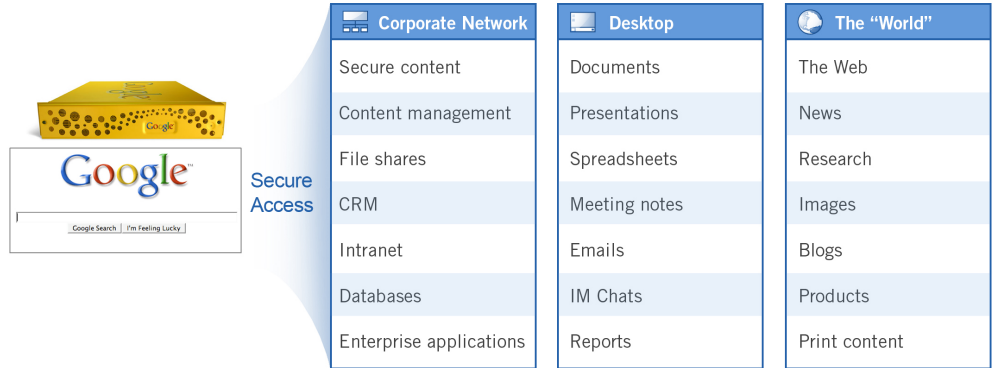 Google
Google™
Google Search
I'm Feeling Lucky
Secure
Access
Corporate Network
Secure content
Content management
File shares
CRM
Intranet
Databases
Enterprise applications
Desktop
Documents
Presentations
Spreadsheets
Meeting notes
Emails
IM Chats
Reports
The “World”
The Web
News
Research
Images
Blogs
Products
Print content